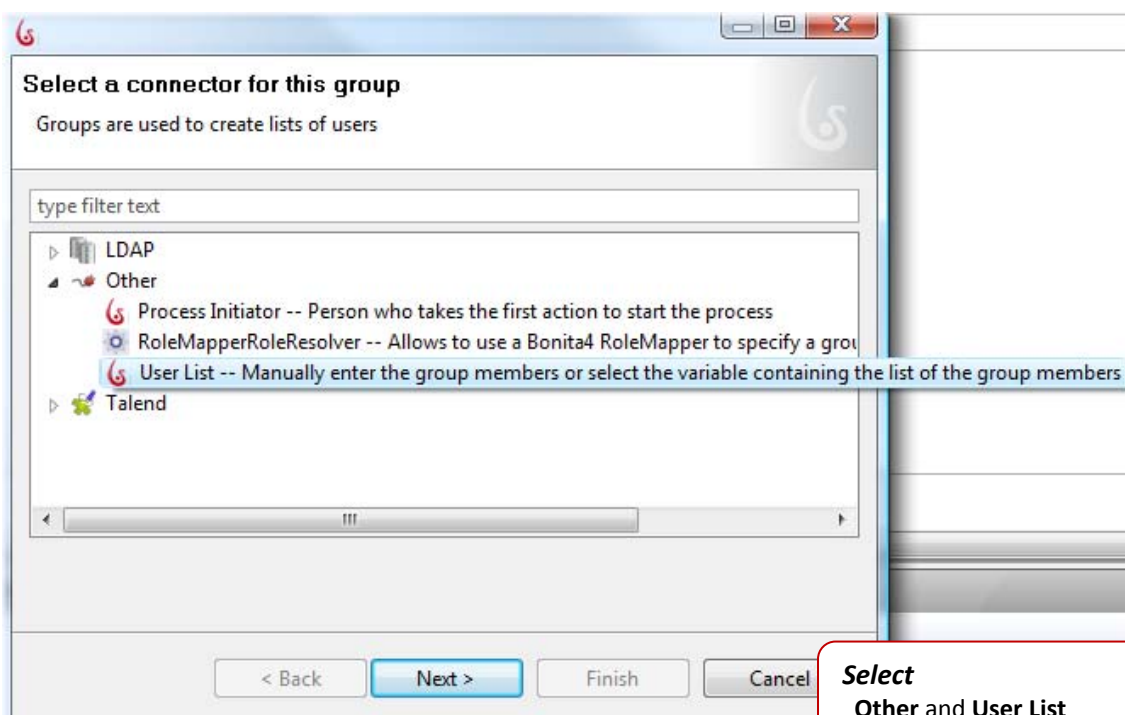 Select a connector for this group
Groups are used to create lists of users
type filter text
LDAP
Other
Process Initiator -- Person who takes the first action to start the process
RoleMapperRoleResolver -- Allows to use a Bonita4 RoleMapper to specify a
User List -- Manually enter the group members or select the variable containing the list of the group members
Talend
< Back
Next >
Finish
Cancel
Select
Other and User List